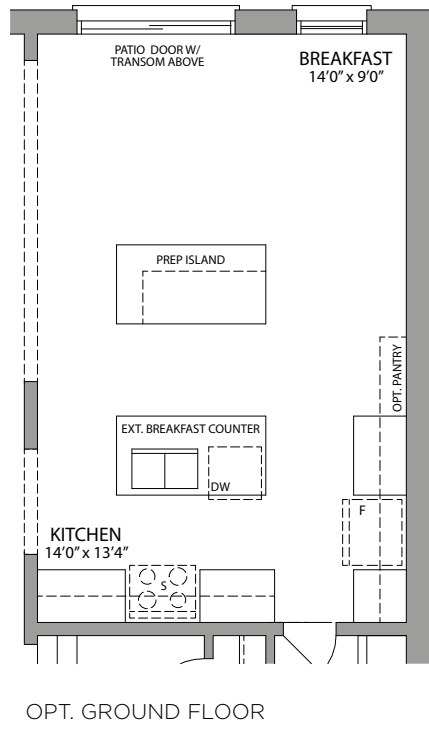 PATIO DOOR W/
TRANSOM ABOVE
BREAKFAST
14'0" x 9'0"
PREP ISLAND
OPT. PANTRY
EXT. BREAKFAST COUNTER
DW
F
KITCHEN
14'0" x 13'4"
S
OPT. GROUND FLOOR